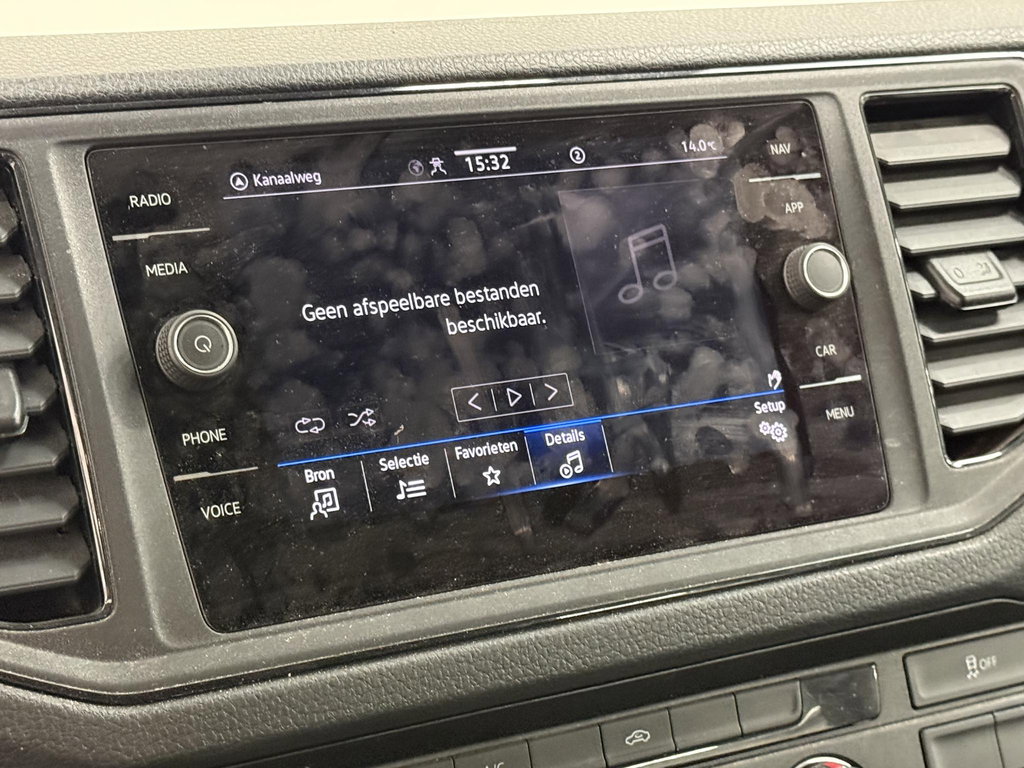 Kanaalweg
15:32
2
14.0°C
NAV
RADIO
APP
MEDIA
Geen afspeelbare bestanden
beschikbaar.
CAR
MENU
PHONE
VOICE
Bron
Selectie
Favorieten
Details
Setup
OFF